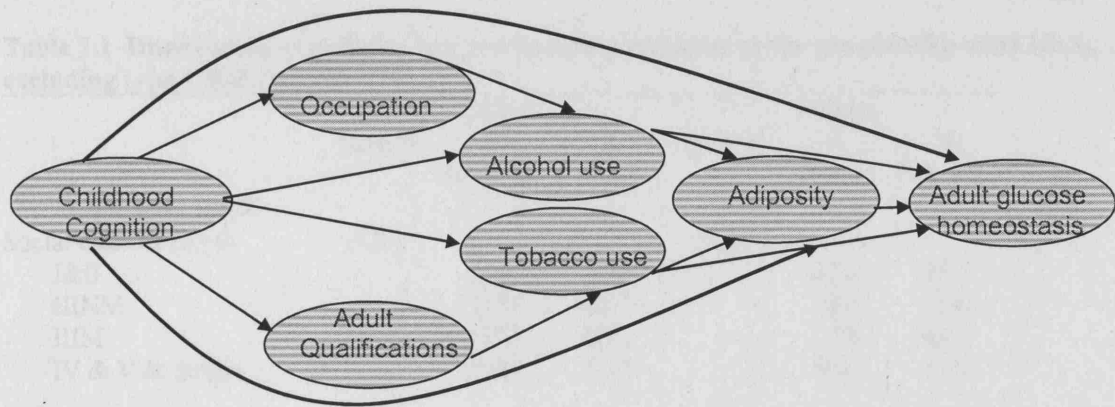 Occupation
Alcohol use
Childhood
Cognition
Adiposity
Adult glucose
homeostasis
Tobacco use
Adult
Qualifications